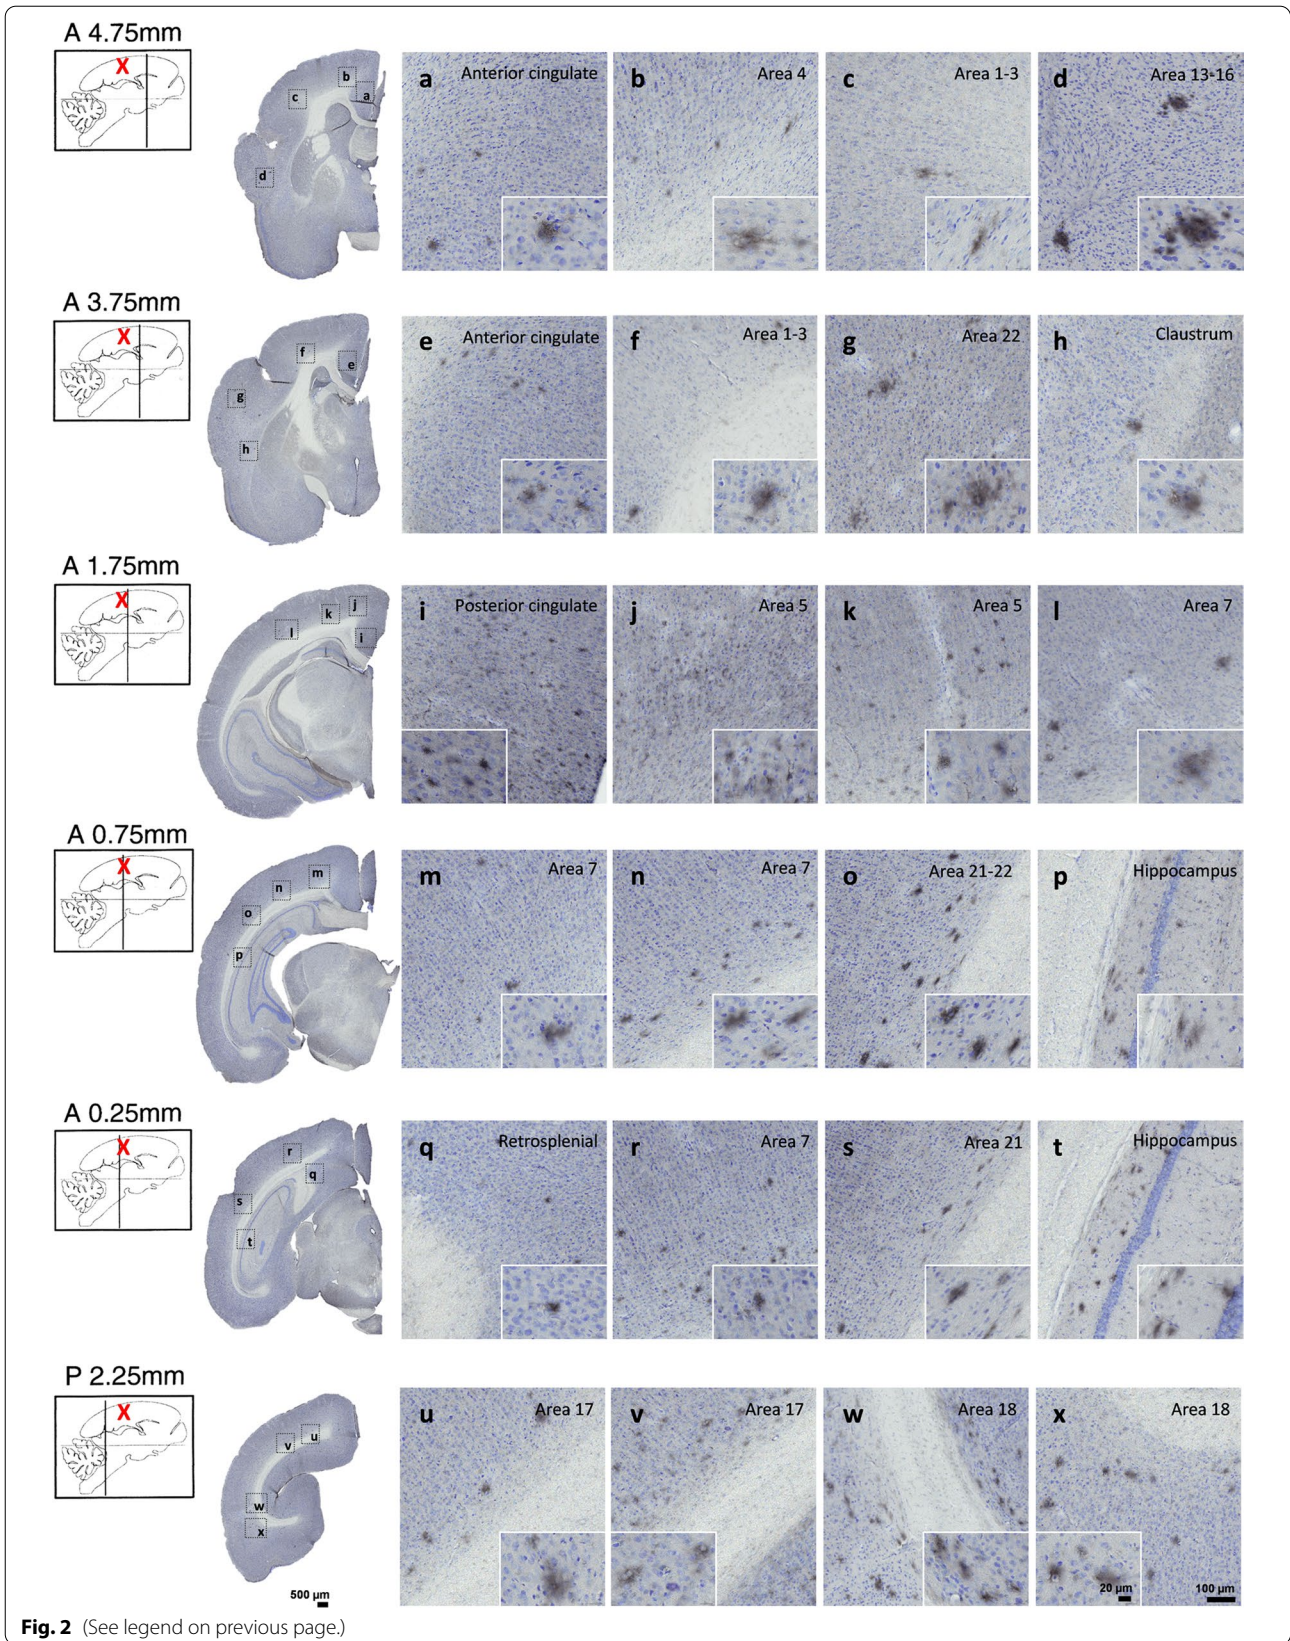 A 4.75mm
X
b
c
a
d
a Anterior cingulate
b Area 4
c Area 1-3
d Area 13-16
A 3.75mm
X
f
e
g
h
e Anterior cingulate
f Area 1-3
g Area 22
h Claustrum
A 1.75mm
X
j
k
l
i
i Posterior cingulate
j Area 5
k Area 5
l Area 7
A 0.75mm
X
m
n
o
p
m Area 7
n Area 7
o Area 21-22
p Hippocampus
A 0.25mm
X
r
q
s
t
q Retrosplenial
r Area 7
s Area 21
t Hippocampus
P 2.25mm
X
u
v
w
x
u Area 17
v Area 17
w Area 18
x Area 18
500 µm
20 µm
100 µm
Fig. 2 (See legend on previous page.)